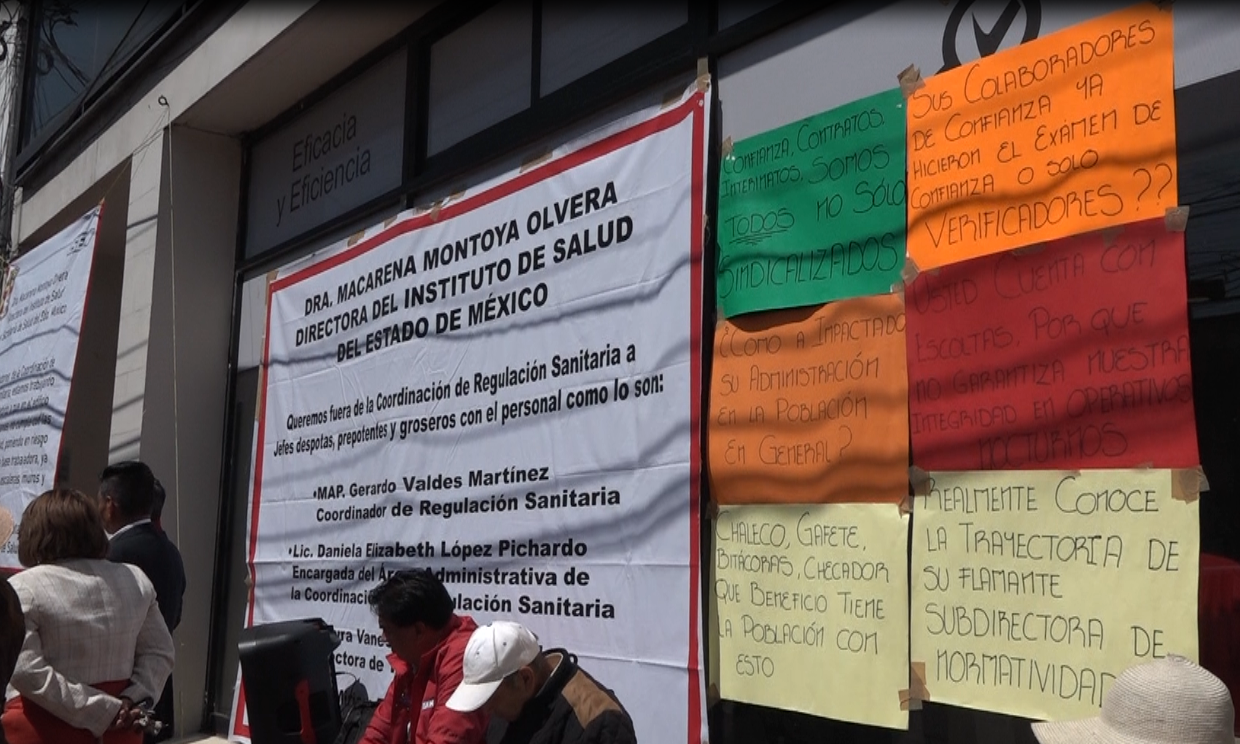 Eficacia
y Eficiencia
Dra. Macarena Montoya Olvera
DRA. MACARENA MONTOYA OLVERA
DIRECTORA DEL INSTITUTO DE SALUD
DEL ESTADO DE MÉXICO
Queremos fuera de la Coordinación de Regulación Sanitaria a
Jefes despotas, prepotentes y groseros con el personal como lo son:
•MAP. Gerardo Valdes Martínez
Coordinador de Regulación Sanitaria
•Lic. Daniela Elizabeth López Pichardo
Encargada del Administrativa de
la
Sanitaria
CONFIANZA, CONTRATOS,
INTERINATOS, SOMOS
TODOS NO SÓLO
SINDICALIZADOS
SUS COLABORADORES
DE CONFIANZA YA
HICIERON EL EXÁMEN DE
CONFIANZA O SOLO
VERIFICADORES??
¿COMO A IMPACTADO
SU ADMINISTRACIÓN
EN LA POBLACIÓN
EN GENERAL?
USTED CUENTA CON
ESCOLTAS, POR QUE
NO GARANTIZA NUESTRA
INTEGRIDAD EN OPERATIVOS
NOCTURNOS
CHALECO, GAFETE,
BITÁCORAS, CHECADOR
QUE BENEFICIO TIENE
LA POBLACIÓN CON
ESTO
REALMENTE CONOCE
LA TRAYECTORIA DE
SU FLAMANTE
SUBDIRECTORA DE
NORMATIVIDAD